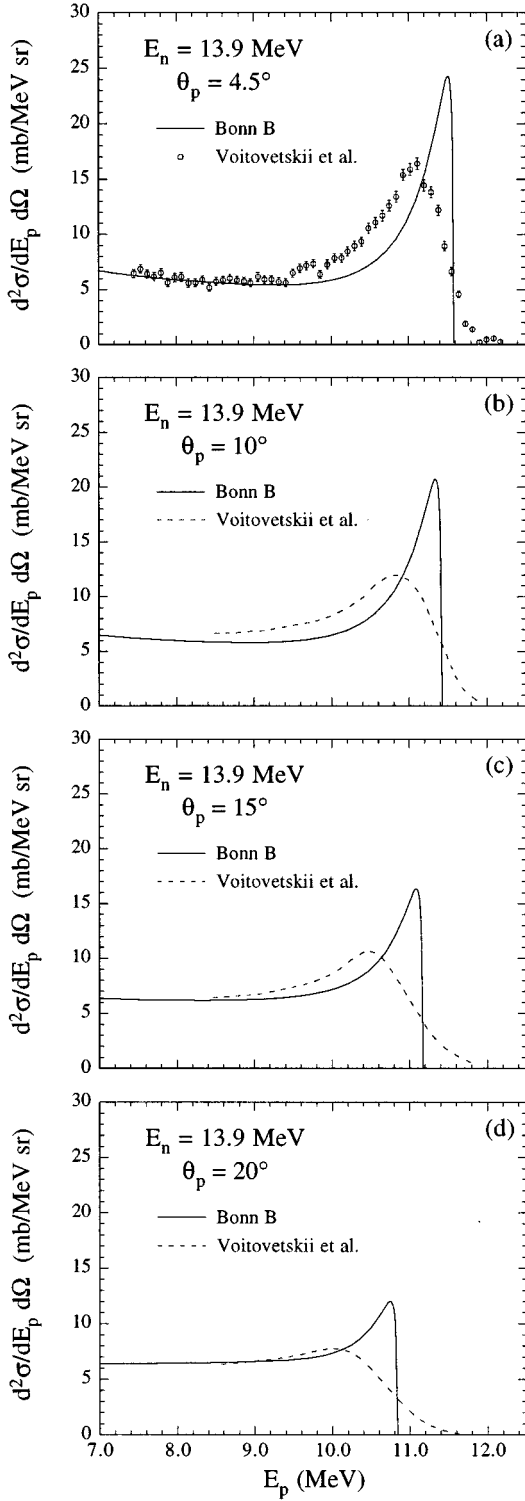 (a)
E_n = 13.9 MeV
θ_p = 4.5°
Bonn B
Voitovetskii et al.
d²σ/dE_p dΩ (mb/MeV sr)
30
25
20
15
10
5
0
(b)
E_n = 13.9 MeV
θ_p = 10°
Bonn B
Voitovetskii et al.
d²σ/dE_p dΩ (mb/MeV sr)
30
25
20
15
10
5
0
(c)
E_n = 13.9 MeV
θ_p = 15°
Bonn B
Voitovetskii et al.
d²σ/dE_p dΩ (mb/MeV sr)
30
25
20
15
10
5
0
(d)
E_n = 13.9 MeV
θ_p = 20°
Bonn B
Voitovetskii et al.
d²σ/dE_p dΩ (mb/MeV sr)
30
25
20
15
10
5
0
7.0 8.0 9.0 10.0 11.0 12.0
E_p (MeV)